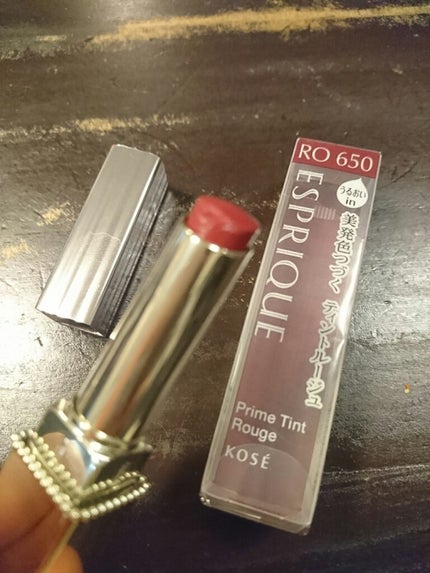 RO 650
うるおい
in
美発色つづく ティントルージュ
ESPRIQUE
Prime Tint
Rouge
KOSÉ